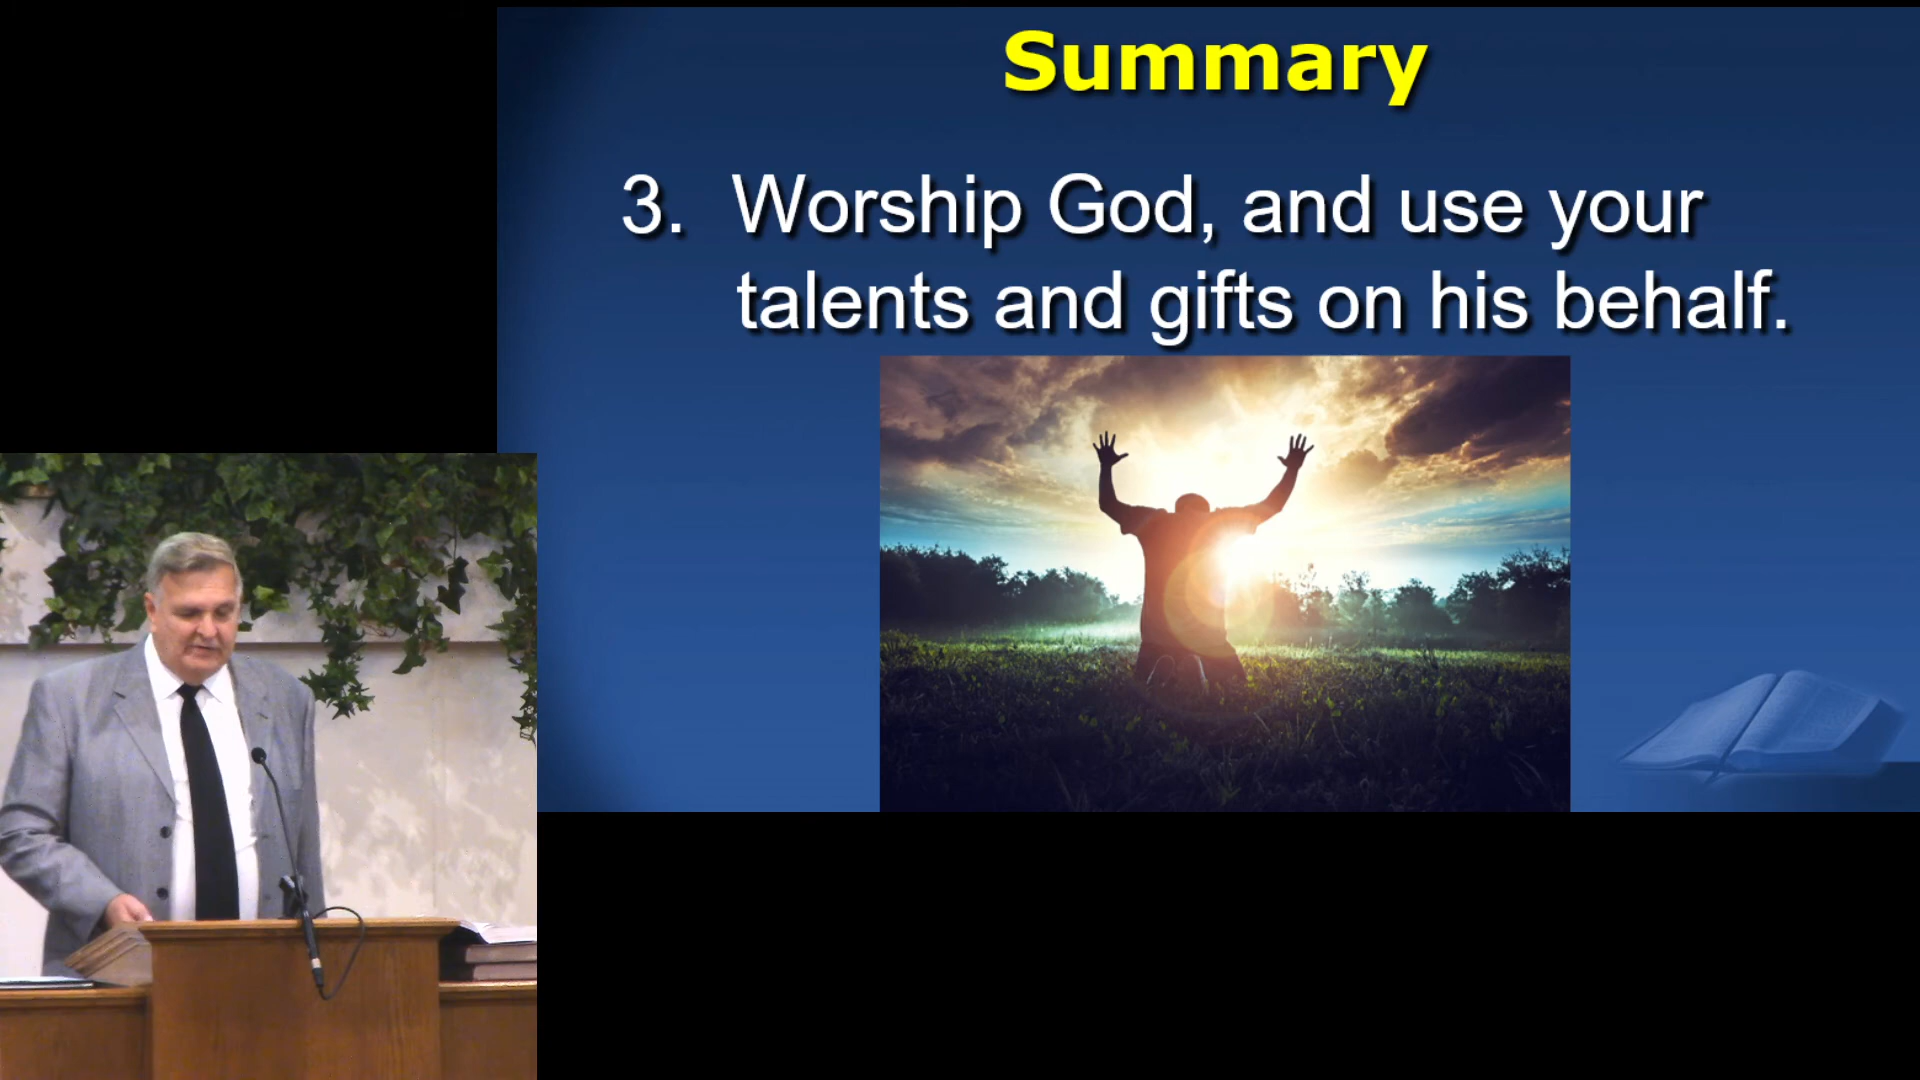 Summary
3. Worship God, and use your
talents and gifts on his behalf.